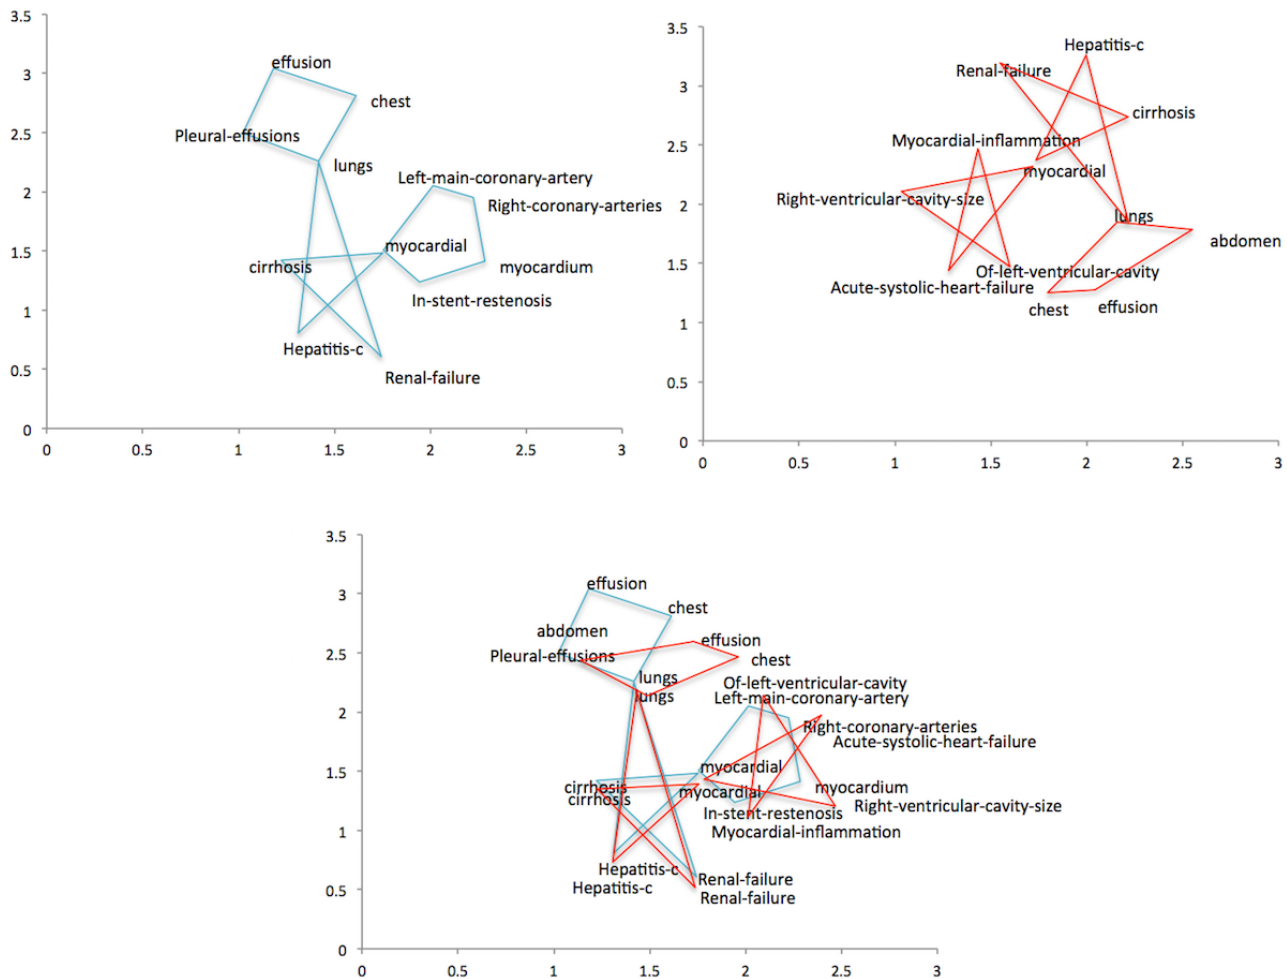 3.5
3
2.5
2
1.5
1
0.5
0
0 0.5 1 1.5 2 2.5 3
effusion
chest
Pleural-effusions
lungs
Left-main-coronary-artery
Right-coronary-arteries
myocardial
cirrhosis
myocardium
In-stent-restenosis
Hepatitis-c
Renal-failure
3.5
3
2.5
2
1.5
1
0.5
0
0 0.5 1 1.5 2 2.5 3
Hepatitis-c
Renal-failure
cirrhosis
Myocardial-inflammation
myocardial
Right-ventricular-cavity-size
lungs
abdomen
Of-left-ventricular-cavity
Acute-systolic-heart-failure
chest
effusion
3.5
3
2.5
2
1.5
1
0.5
0
0 0.5 1 1.5 2 2.5 3
effusion
chest
abdomen
effusion
Pleural-effusions
chest
lungs
Of-left-ventricular-cavity
lungs
Left-main-coronary-artery
Right-coronary-arteries
Acute-systolic-heart-failure
myocardial
cirrhosis
myocardium
myocardial
cirrhosis
Right-ventricular-cavity-size
In-stent-restenosis
Myocardial-inflammation
Hepatitis-c
Renal-failure
Hepatitis-c
Renal-failure